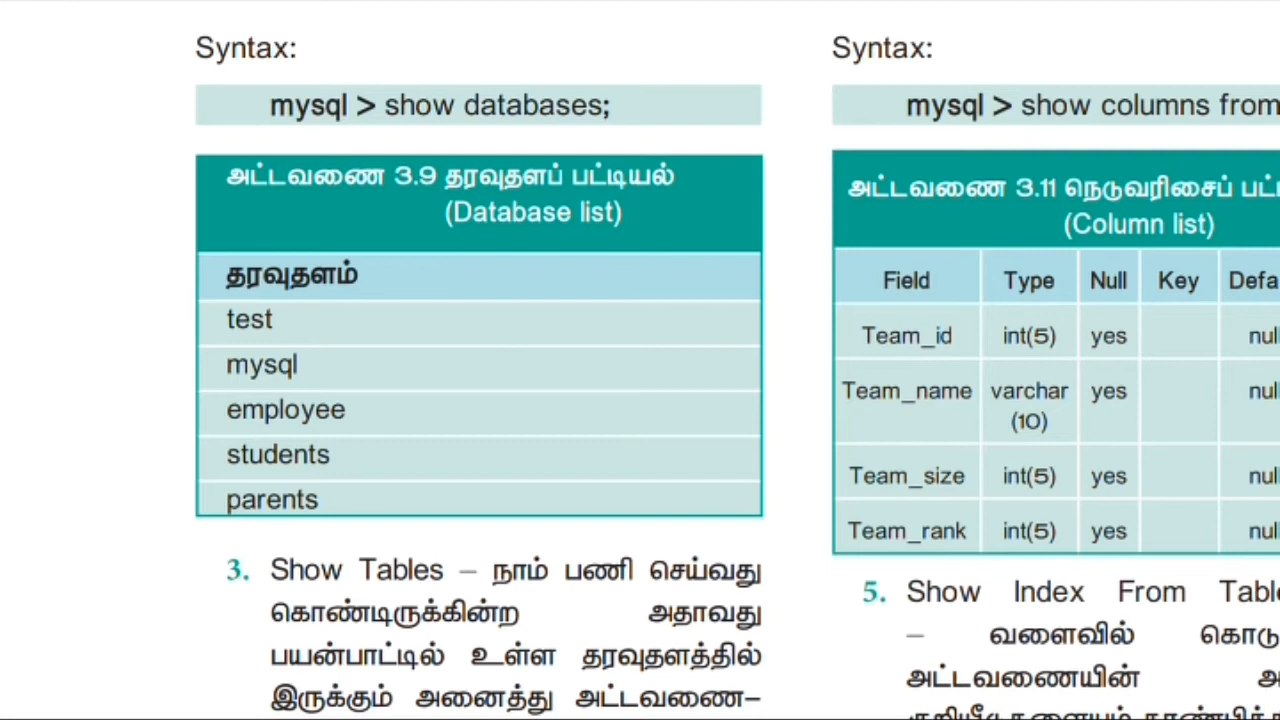 Syntax:
mysql > show databases;
அட்டவணை 3.9 தரவுதளப் பட்டியல்
(Database list)
தரவுதளம்
test
mysql
employee
students
parents
3. Show Tables – நாம் பணி செய்வது
கொண்டிருக்கின்ற அதாவது
பயன்பாட்டில் உள்ள தரவுதளத்தில்
இருக்கும் அனைத்து அட்டவணை–
Syntax:
mysql > show columns from
அட்டவணை 3.11 நெடுவரிசைப்
(Column list)
Field Type Null Key
Team_id int(5) yes
Team_name varchar yes
(10)
Team_size int(5) yes
Team_rank int(5) yes
5. Show Index From
– வளைவில்
அட்டவணையின்